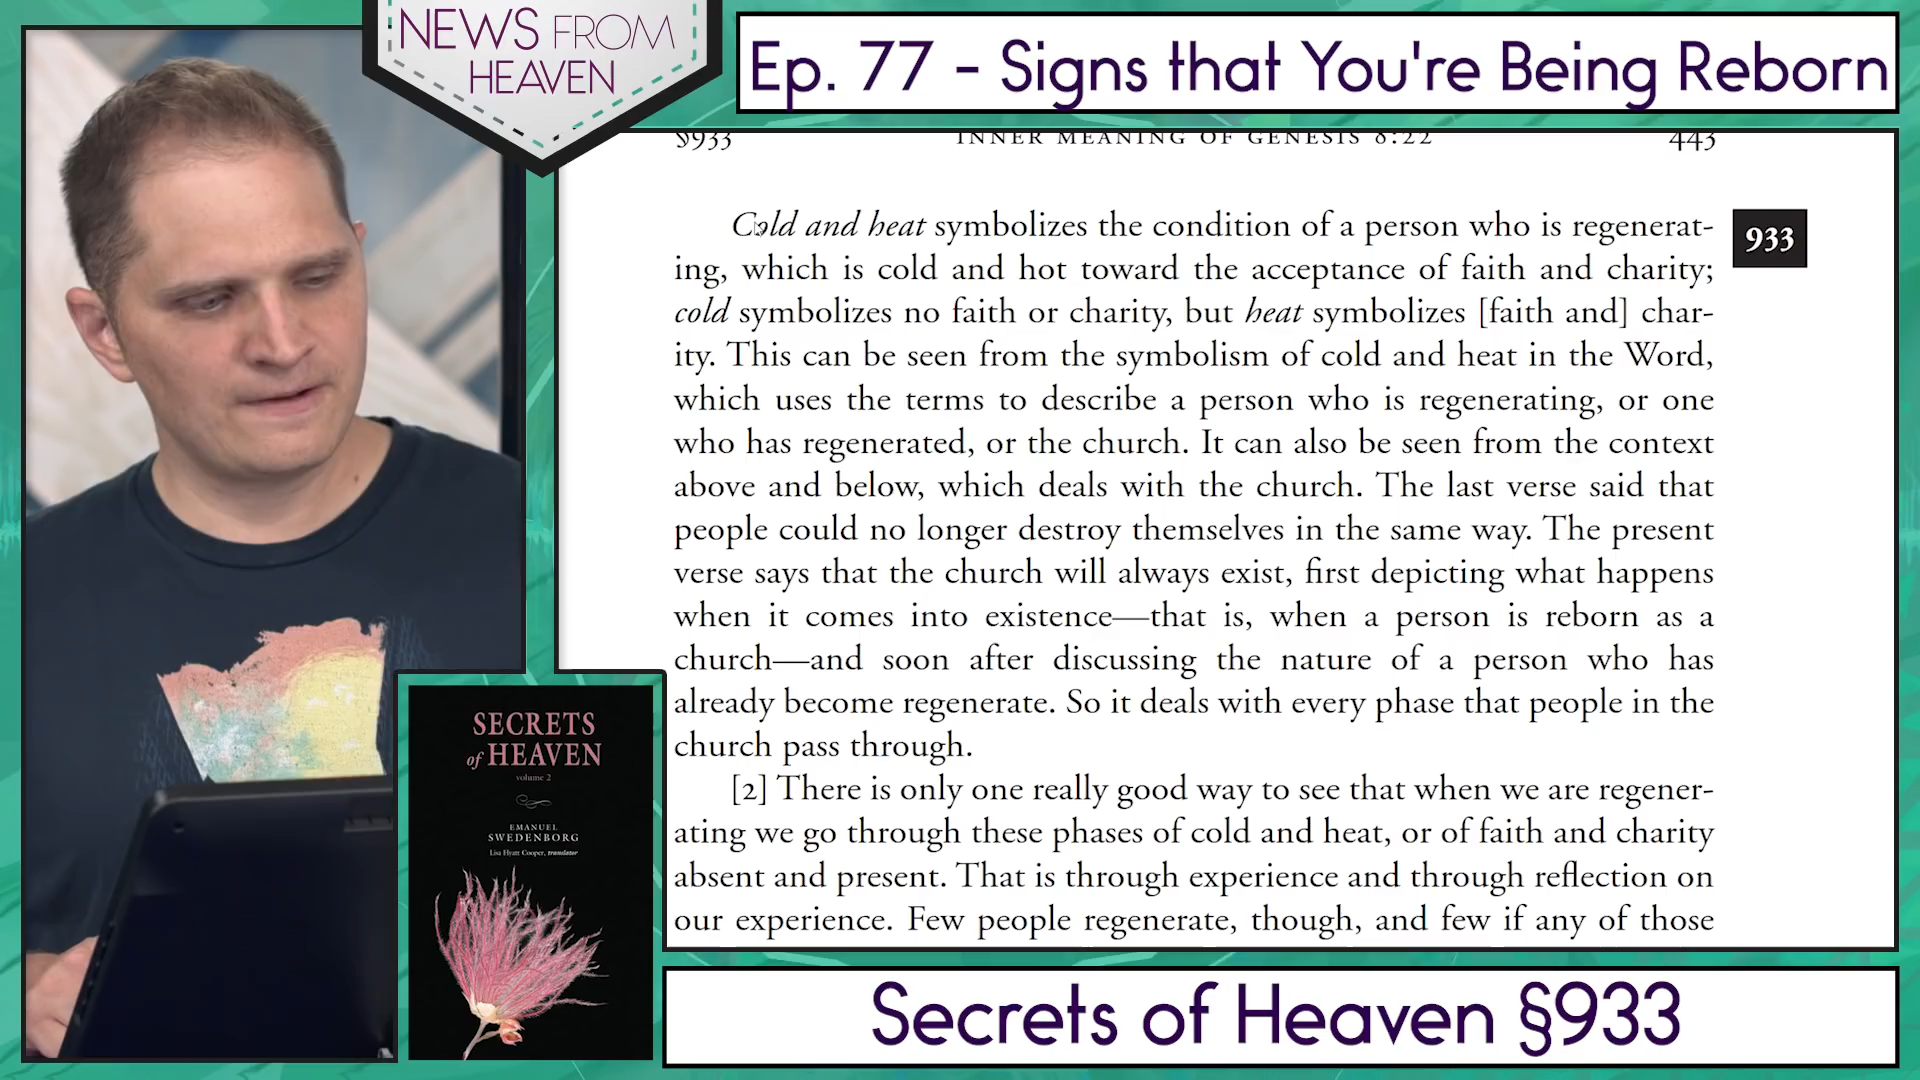 NEWS FROM
HEAVEN
Ep. 77 - Signs that You're Being Reborn
§933 INNER MEANING OF GENESIS 8:22 443
Cold and heat symbolizes the condition of a person who is regenerat-
ing, which is cold and hot toward the acceptance of faith and charity;
cold symbolizes no faith or charity, but heat symbolizes [faith and] char-
ity. This can be seen from the symbolism of cold and heat in the Word,
which uses the terms to describe a person who is regenerating, or one
who has regenerated, or the church. It can also be seen from the context
above and below, which deals with the church. The last verse said that
people could no longer destroy themselves in the same way. The present
verse says that the church will always exist, first depicting what happens
when it comes into existence—that is, when a person is reborn as a
church—and soon after discussing the nature of a person who has
already become regenerate. So it deals with every phase that people in the
church pass through.
[2] There is only one really good way to see that when we are regener-
ating we go through these phases of cold and heat, or of faith and charity
absent and present. That is through experience and through reflection on
our experience. Few people regenerate, though, and few if any of those
933
SECRETS
of HEAVEN
volume 2
EMANUEL
SWEDENBORG
Lisa Hyatt Cooper, translator
Secrets of Heaven §933